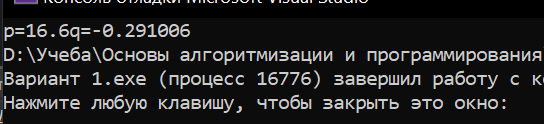 Консоль отладки Microsoft Visual Studio
p=16.6q=-0.291006
D:\Учеба\Основы алгоритмизации и программирования
Вариант 1.exe (процесс 16776) завершил работу с к
Нажмите любую клавишу, чтобы закрыть это окно: